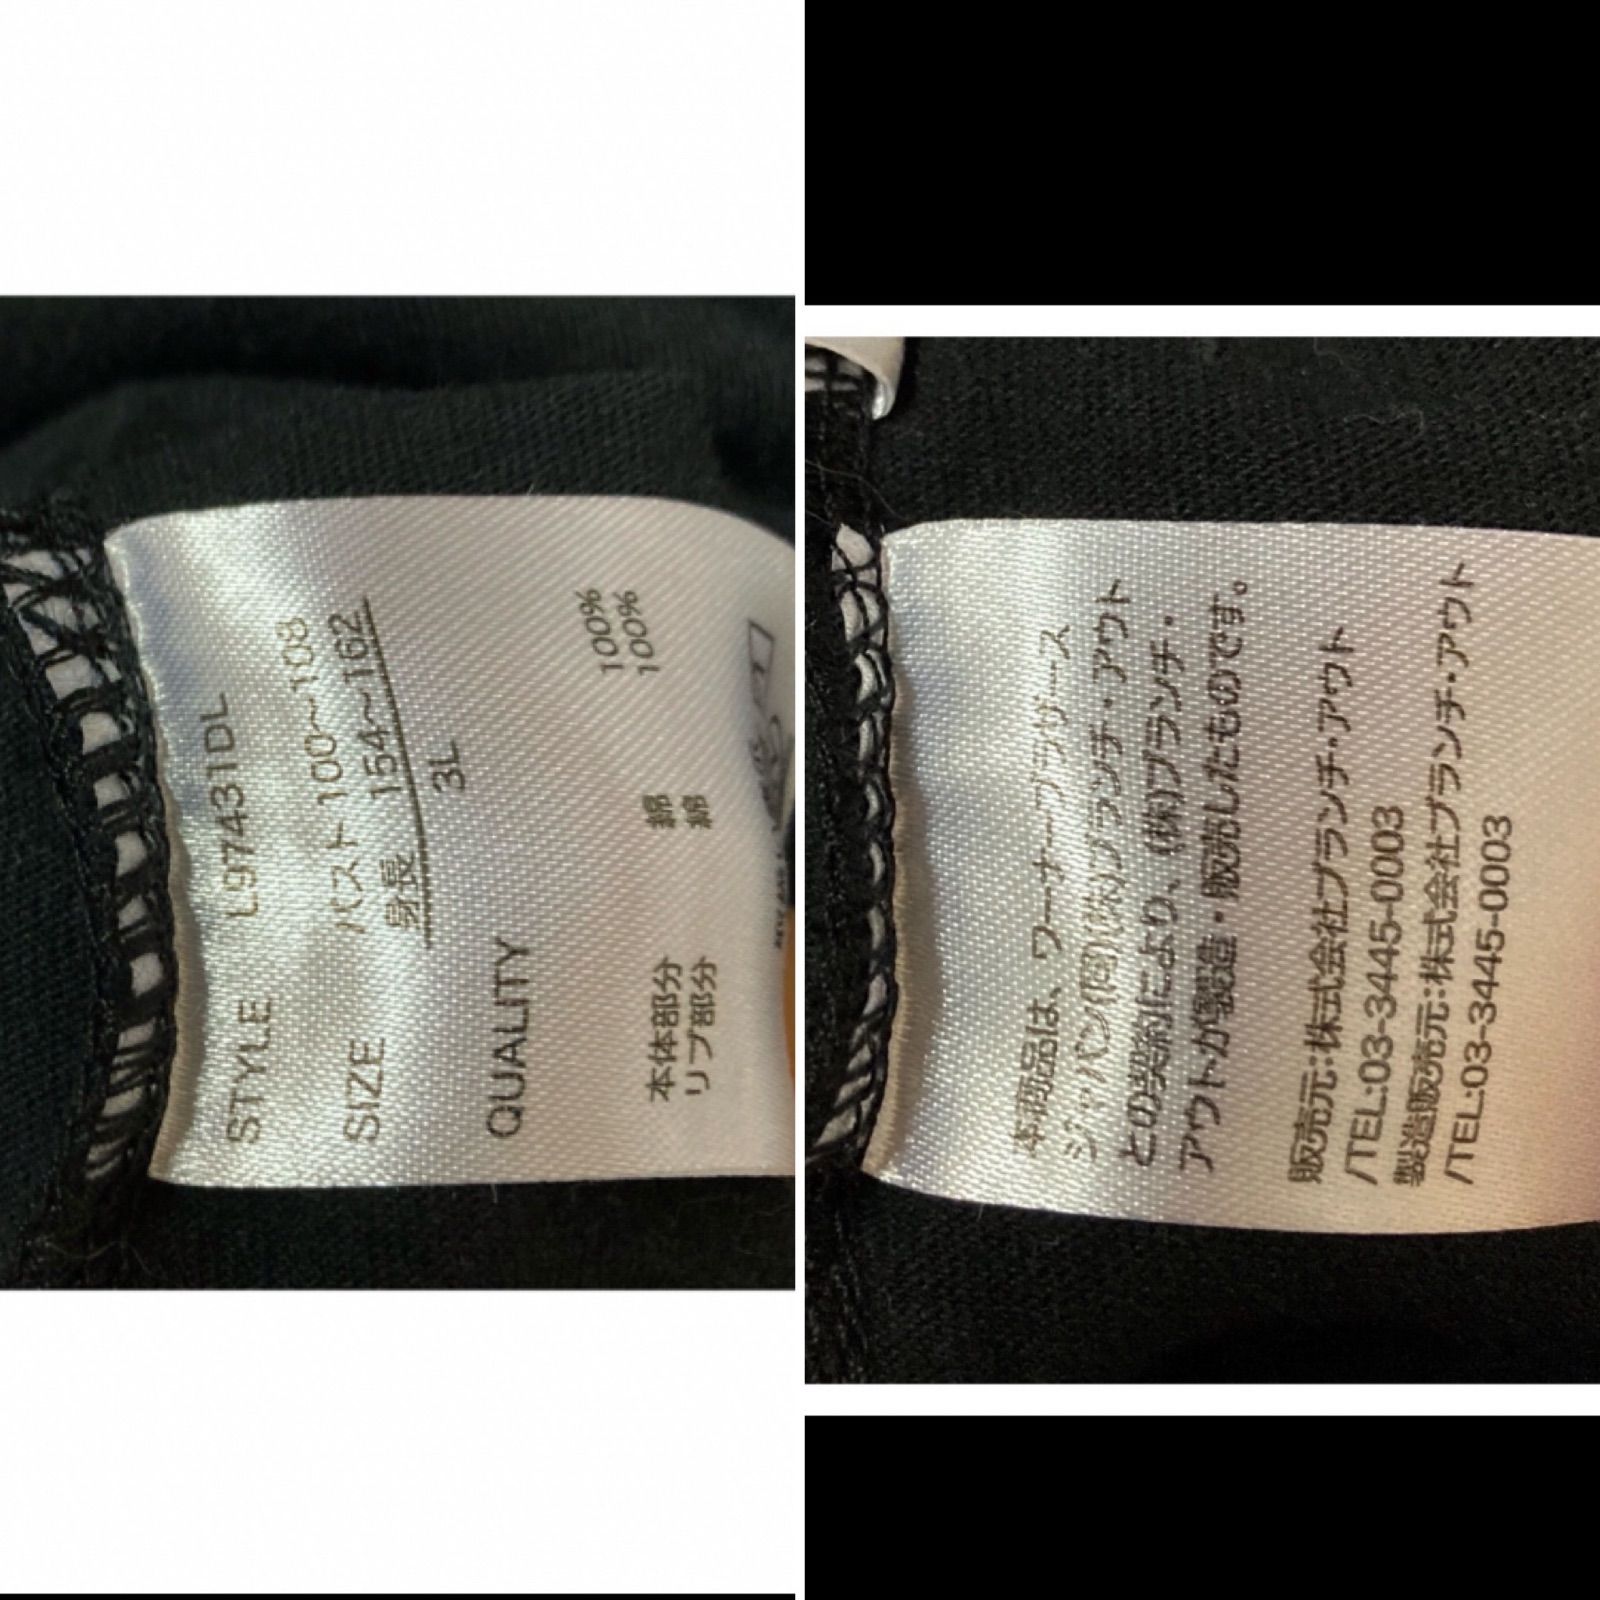 STYLE L97431DL
SIZE バスト 100～108
身長 154～162
3L
QUALITY
本体部分 綿 100%
リブ部分 綿 100%
本商品は、ワーナーブラザース
ジャパン(同)(株)ブランチ・アウト
との契約により、(株)ブランチ・
アウトが製造・販売したものです。
販売元:株式会社ブランチ・アウト
/TEL:03-3445-0003
製造販売元:株式会社ブランチ・アウト
/TEL:03-3445-0003